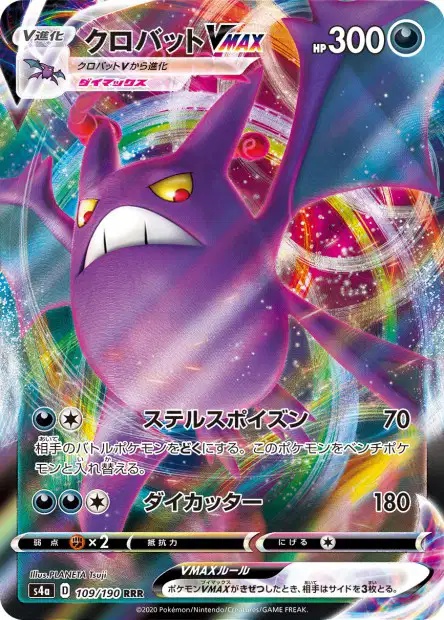 V進化
クロバットVMAX
HP300
クロバットVから進化
ダイマックス
ステルスポイズン 70
相手のバトルポケモンをどくにする。このポケモンをベンチポケ
モンと入れ替える。
ダイカッター 180
弱点 ×2 抵抗力 にげる
Illus.PLANETA Tsuji
VMAXルール
ポケモンVMAXがきぜつしたとき、相手はサイドを3枚とる。
s4a D 109/190 RRR
©2020 Pokémon/Nintendo/Creatures/GAME FREAK.